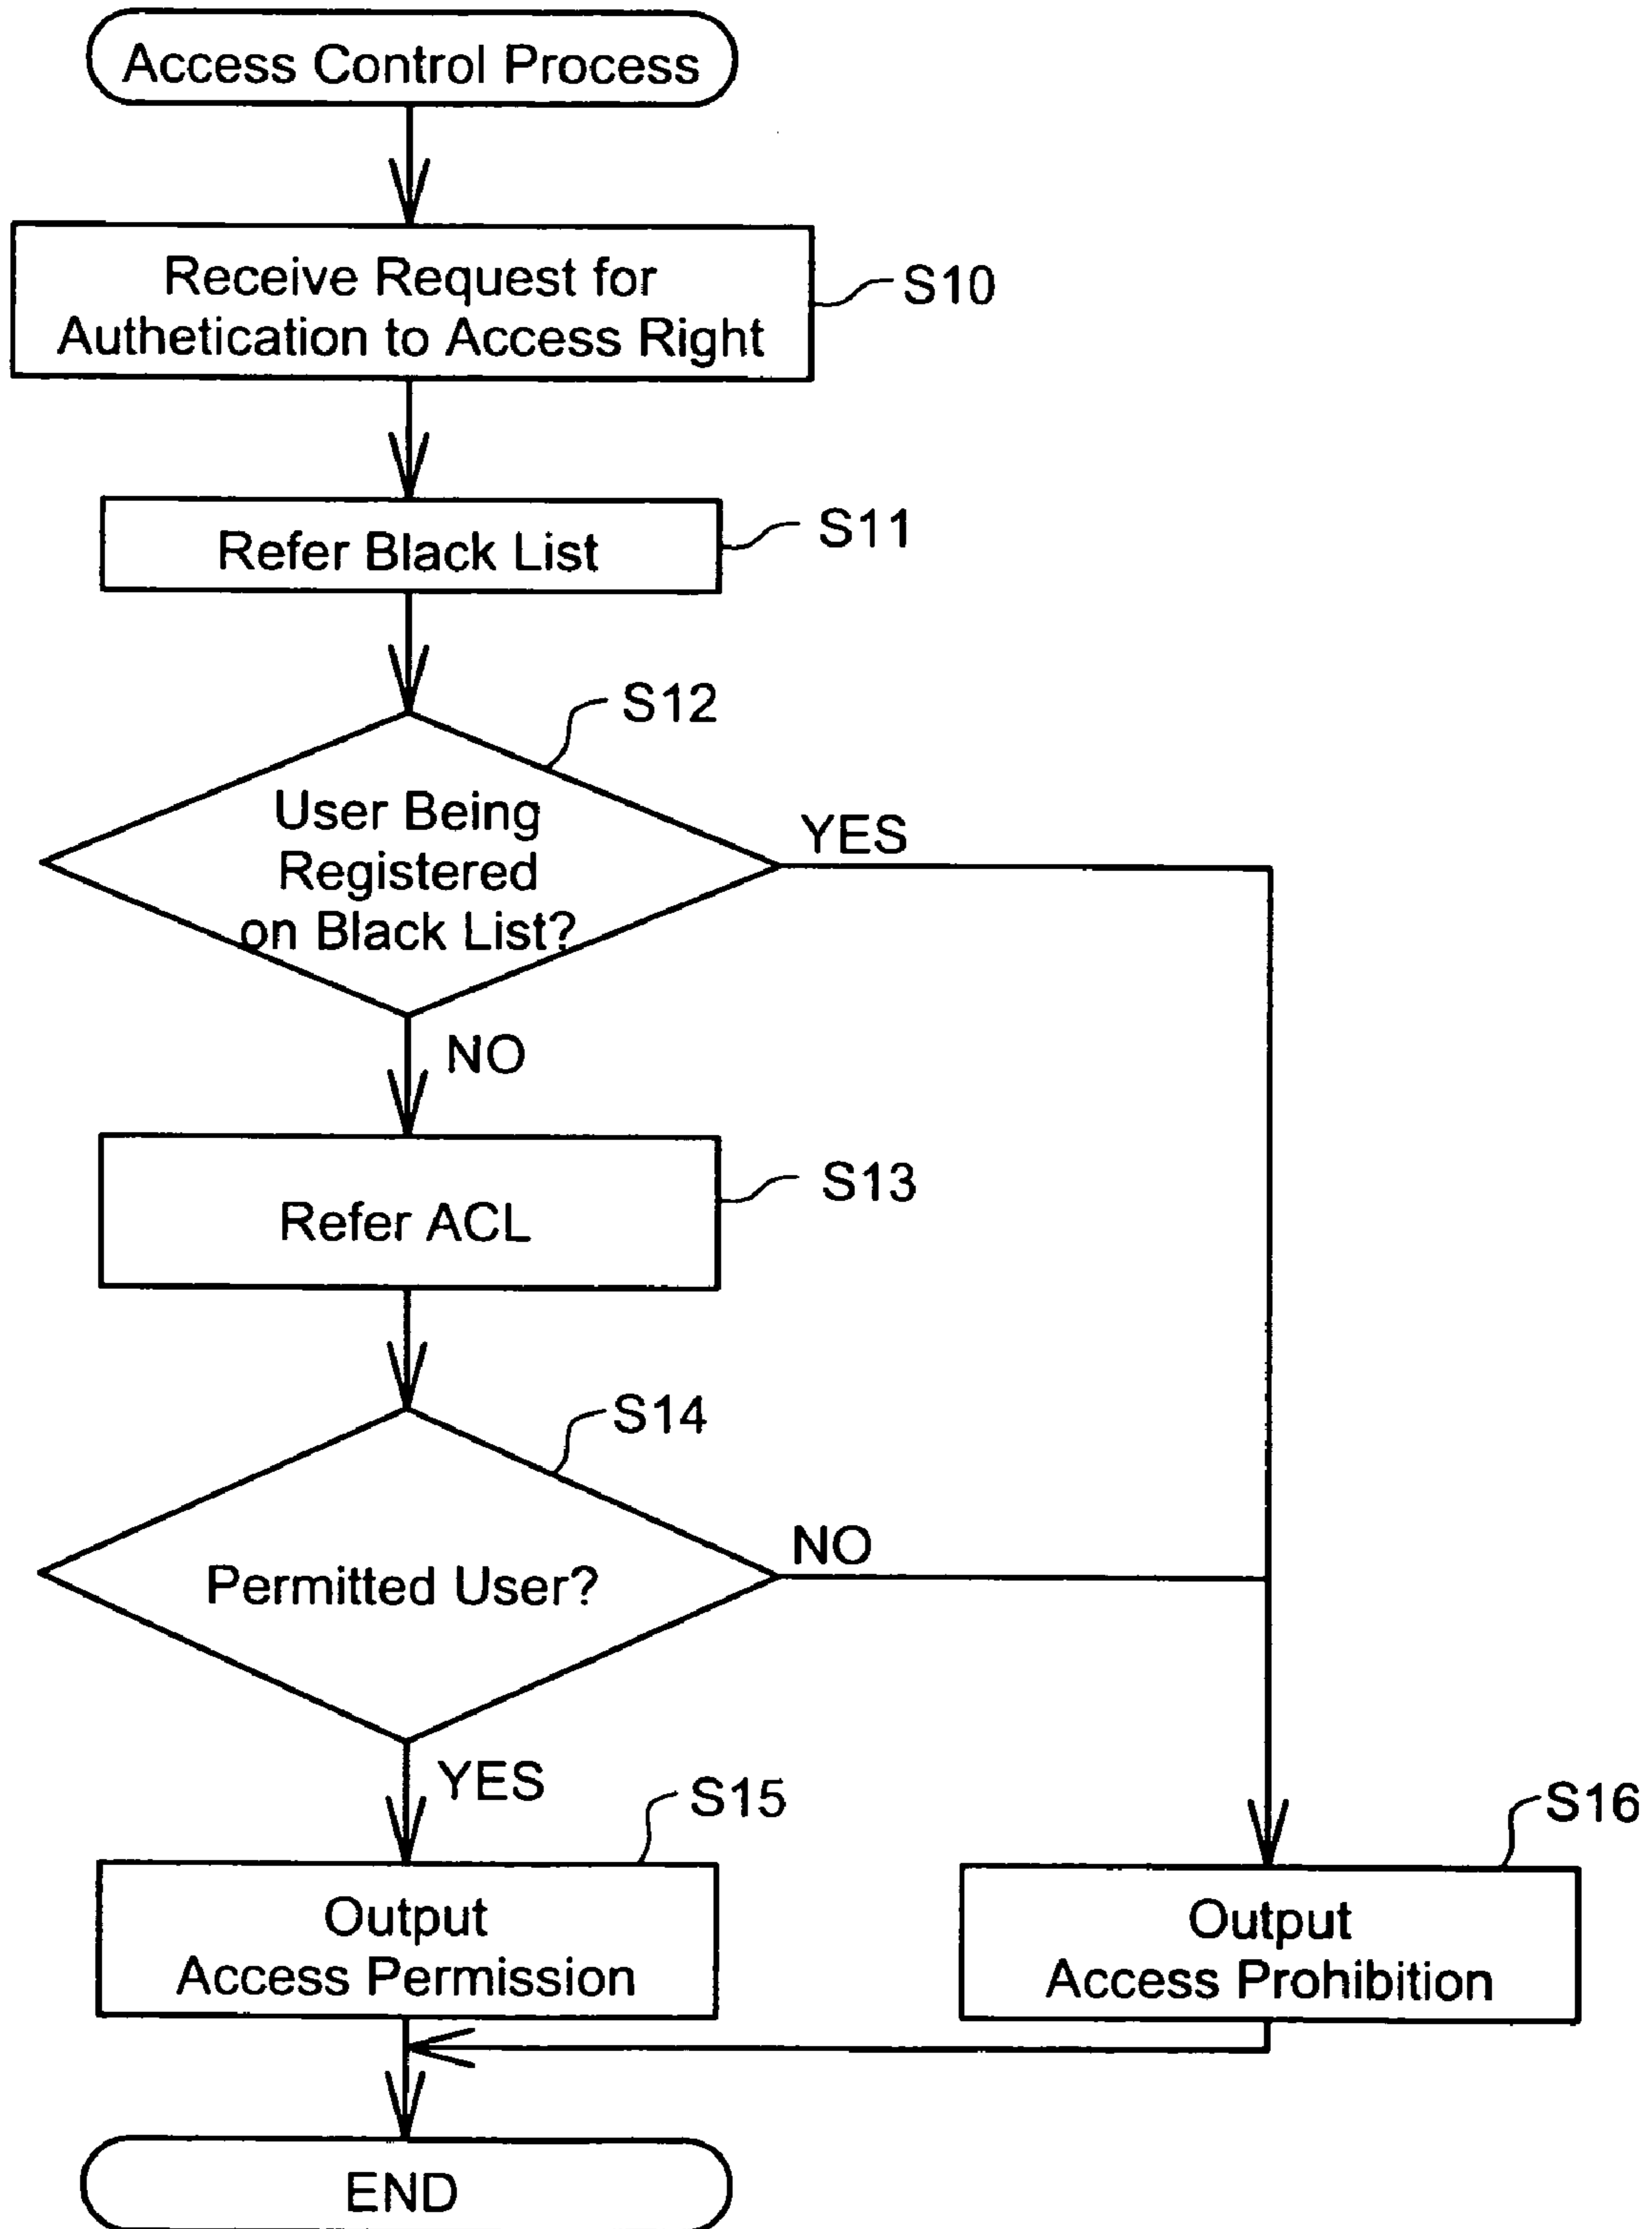 Access Control Process
Receive Request for
Authetication to Access Right
S10
Refer Black List
S11
S12
User Being
Registered
on Black List?
YES
NO
Refer ACL
S13
S14
Permitted User?
NO
YES
S15
Output
Access Permission
S16
Output
Access Prohibition
END